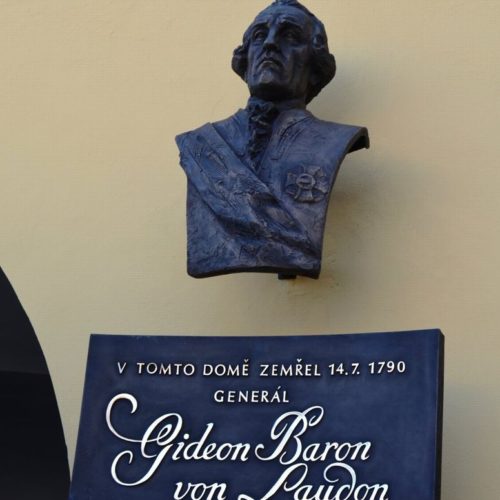 V TOMTO DOMĚ ZEMŘEL 14.7. 1790
GENERÁL
Gideon Baron
von Laudon